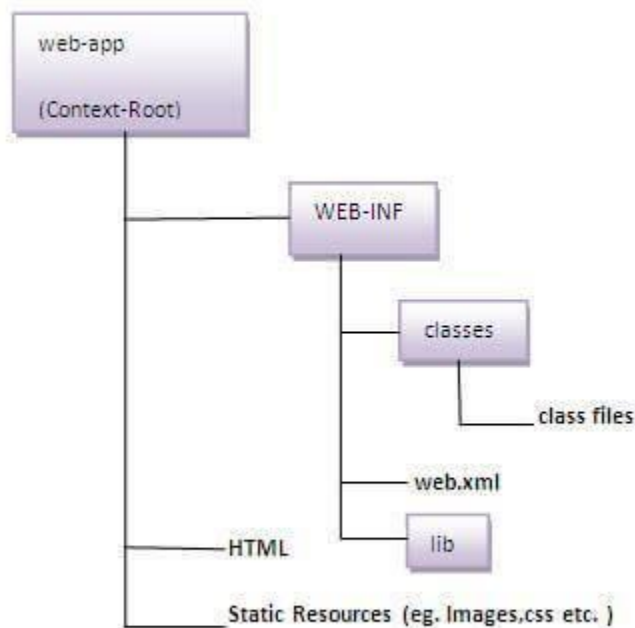 web-app
(Context-Root)
WEB-INF
classes
class files
web.xml
lib
HTML
Static Resources (eg. Images,css etc. )